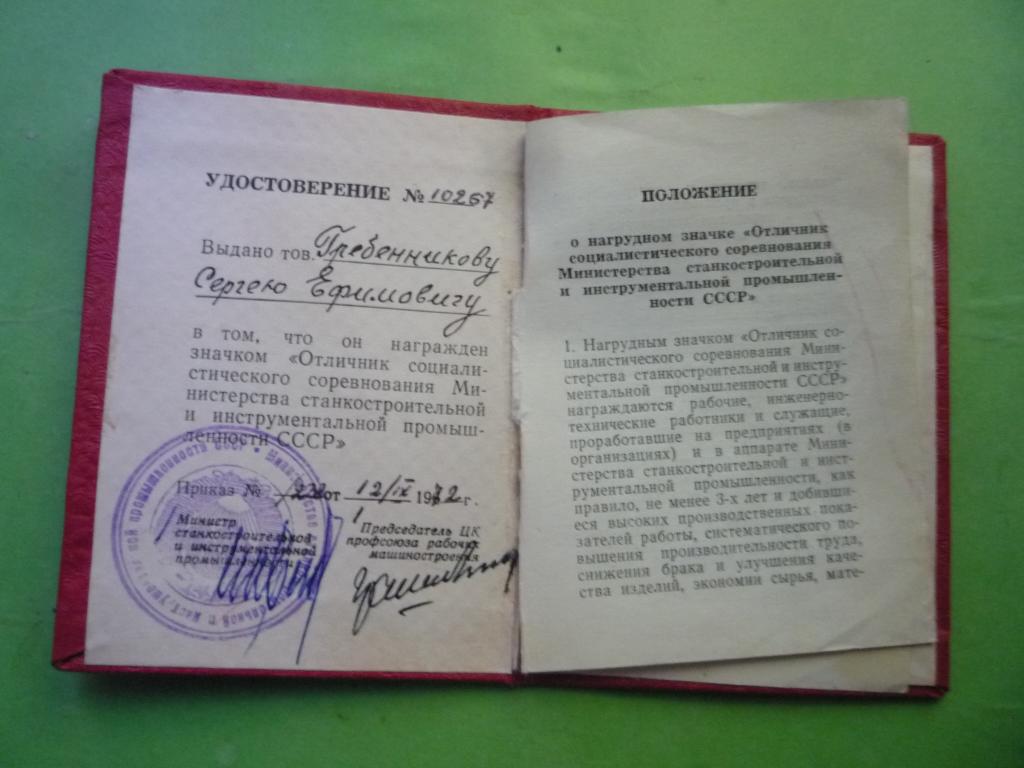 УДОСТОВЕРЕНИЕ № 10267
Выдано тов. Гребенникову
Сергею Ефимовичу
в том, что он награжден
значком «Отличник социали-
стического соревнования Ми-
нистерства станкостроительной
и инструментальной промыш-
ленности СССР»
Приказ № от 12/IX 1972 г.
Министр
станкостроительной
и инструментальной
промышленности
Председатель ЦК
профсоюза рабочих
машиностроения
ПОЛОЖЕНИЕ
о нагрудном значке «Отличник
социалистического соревнования
Министерства станкостроительной
и инструментальной промышлен-
ности СССР»
1. Нагрудным значком «Отличник со-
циалистического соревнования Мини-
стерства станкостроительной и инстру-
ментальной промышленности СССР»
награждаются рабочие, инженерно-
технические работники и служащие,
проработавшие на предприятиях (в
организациях) и в аппарате Мини-
стерства станкостроительной и инст-
рументальной промышленности, как
правило, не менее 3-х лет и добивши-
еся высоких производственных пока-
зателей работы, систематического по-
вышения производительности труда,
снижения брака и улучшения каче-
ства изделий, экономии сырья, мате-